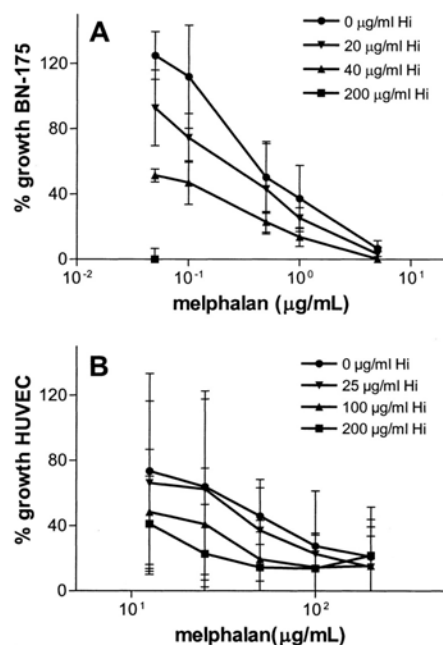 A
0 µg/ml Hi
20 µg/ml Hi
40 µg/ml Hi
200 µg/ml Hi
% growth BN-175
120
80
40
0
10-2
10-1
100
101
melphalan (µg/mL)
B
0 µg/ml Hi
25 µg/ml Hi
100 µg/ml Hi
200 µg/ml Hi
% growth HUVEC
120
80
40
0
101
102
melphalan(µg/mL)